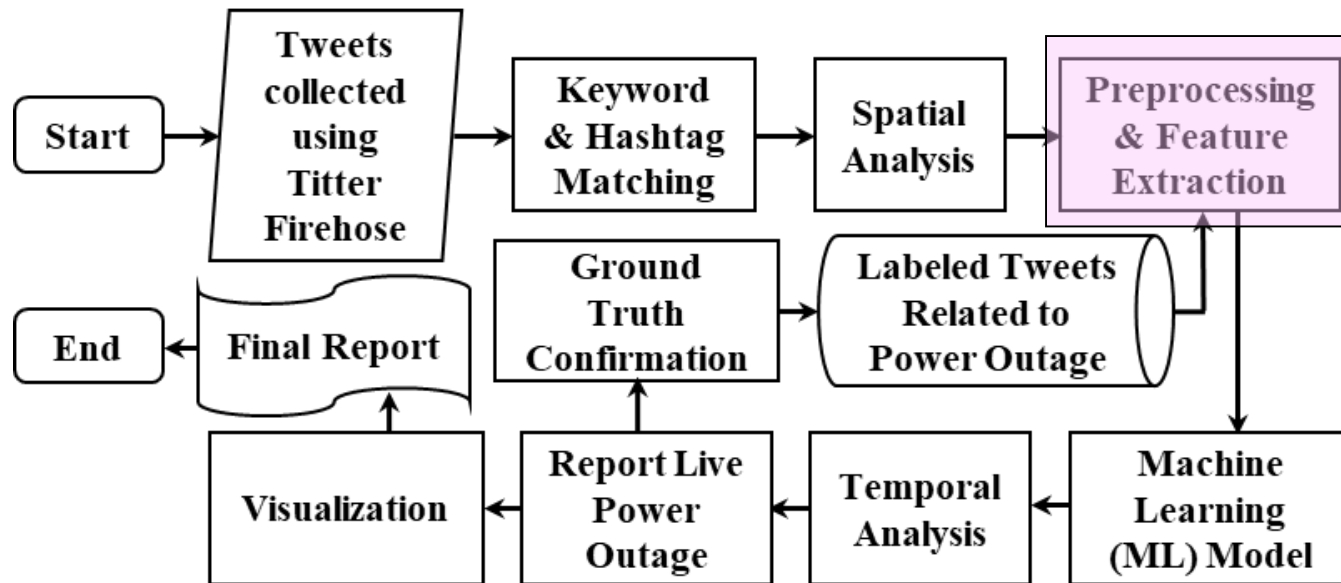 Start
Tweets
collected
using
Titter
Firehose
Keyword
& Hashtag
Matching
Spatial
Analysis
Preprocessing
& Feature
Extraction
End
Final Report
Ground
Truth
Confirmation
Labeled Tweets
Related to
Power Outage
Visualization
Report Live
Power
Outage
Temporal
Analysis
Machine
Learning
(ML) Model